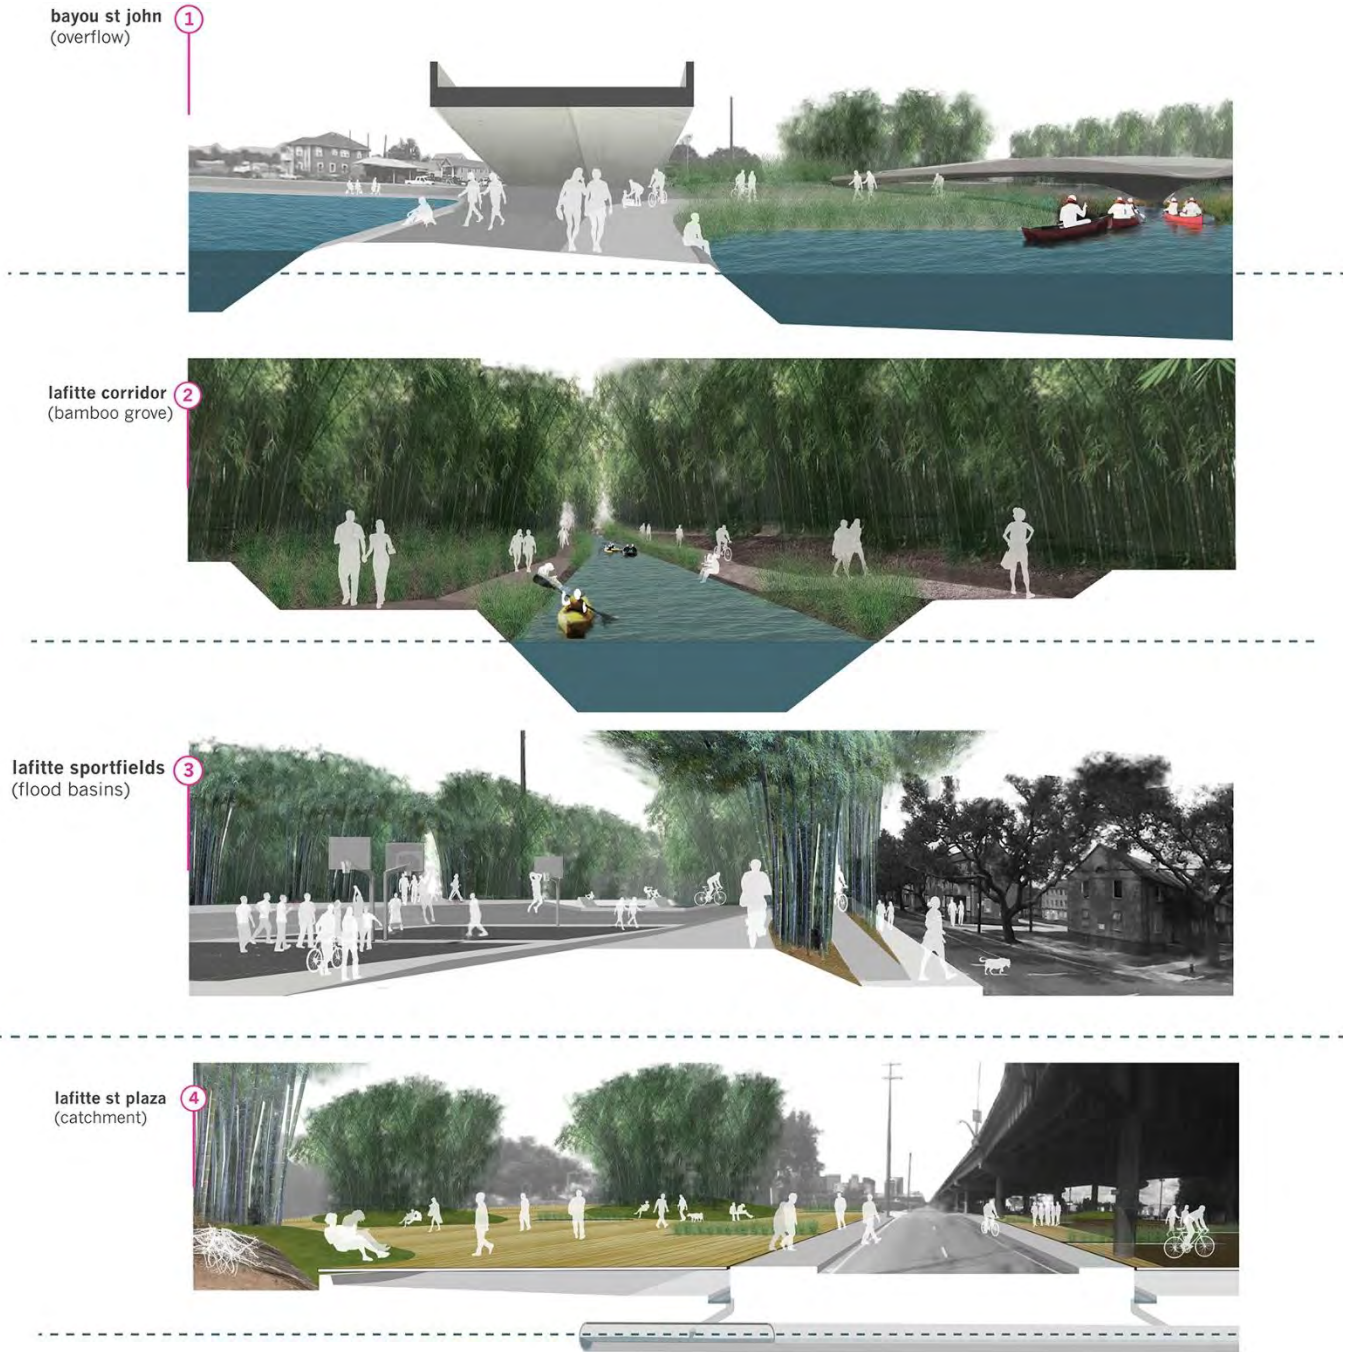 bayou st john
(overflow)
1
lafitte corridor
(bamboo grove)
2
lafitte sportfields
(flood basins)
3
lafitte st plaza
(catchment)
4